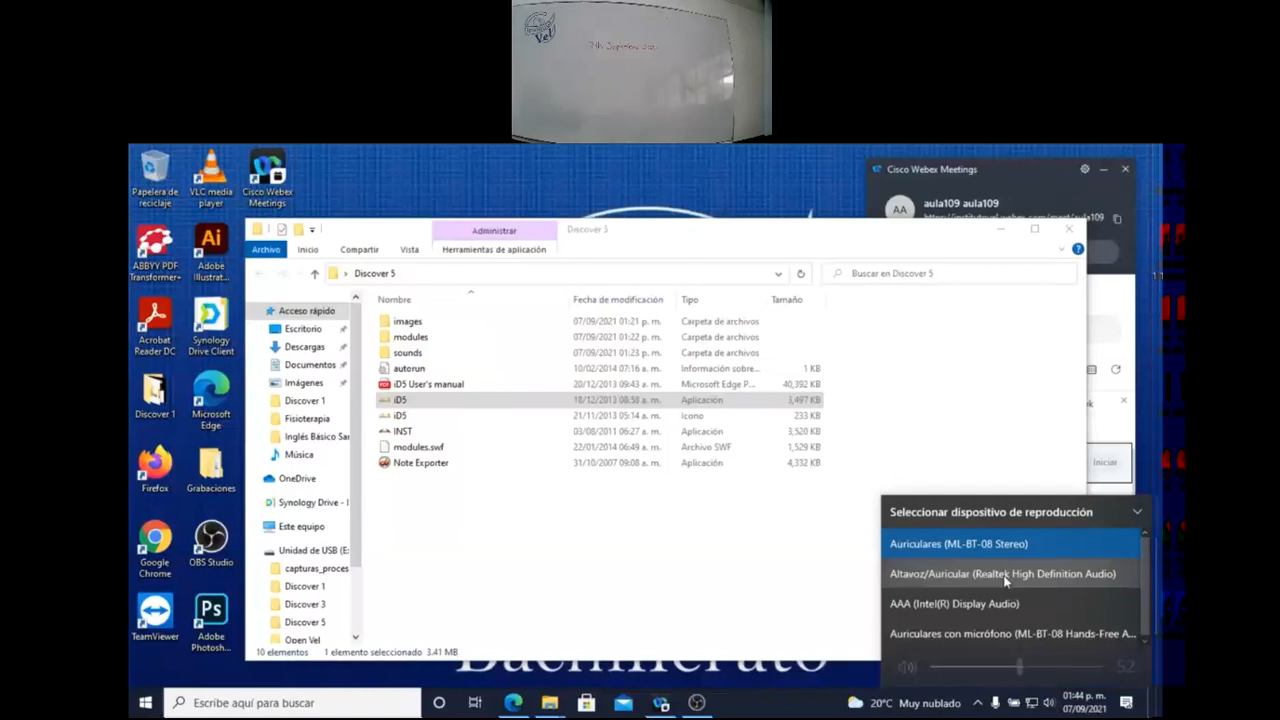 Vel
7th September 2021
Papelera de reciclaje
VLC media player
Cisco Webex Meetings
ABBYY PDF Transformer+
Adobe Illustrat...
Acrobat Reader DC
Synology Drive Client
Discover 1
Microsoft Edge
Firefox
Grabaciones
Google Chrome
OBS Studio
TeamViewer
Adobe Photosh...
Cisco Webex Meetings
AA
aula109 aula109
Administrar
Discover 5
Archivo
Inicio
Compartir
Vista
Herramientas de aplicación
Discover 5
Buscar en Discover 5
Nombre
Fecha de modificación
Tipo
Tamaño
Acceso rápido
Escritorio
Descargas
Documentos
Imágenes
Discover 1
Fisioterapia
Inglés Básico Sar
Música
OneDrive
Synology Drive - I
Este equipo
Unidad de USB (E:
capturas_proces
Discover 1
Discover 3
Discover 5
Open Vel
images 07/09/2021 01:21 p. m. Carpeta de archivos
modules 07/09/2021 01:22 p. m. Carpeta de archivos
sounds 07/09/2021 01:23 p. m. Carpeta de archivos
autorun 10/02/2014 07:16 a. m. Información sobre... 1 KB
iD5 User's manual 20/12/2013 09:43 a. m. Microsoft Edge P... 40,392 KB
iD5 18/12/2013 08:58 a. m. Aplicación 3,497 KB
iD5 21/11/2013 05:14 a. m. Icono 233 KB
INST 03/08/2011 06:27 a. m. Aplicación 3,520 KB
modules.swf 22/01/2014 06:49 a. m. Archivo SWF 1,529 KB
Note Exporter 31/10/2007 09:08 a. m. Aplicación 4,332 KB
Iniciar
10 elementos
1 elemento seleccionado 3.41 MB
Bachillerato
Seleccionar dispositivo de reproducción
Auriculares (ML-BT-08 Stereo)
Altavoz/Auricular (Realtek High Definition Audio)
AAA (Intel(R) Display Audio)
Auriculares con micrófono (ML-BT-08 Hands-Free A...
52
Escribe aquí para buscar
20°C Muy nublado
01:44 p. m.
07/09/2021